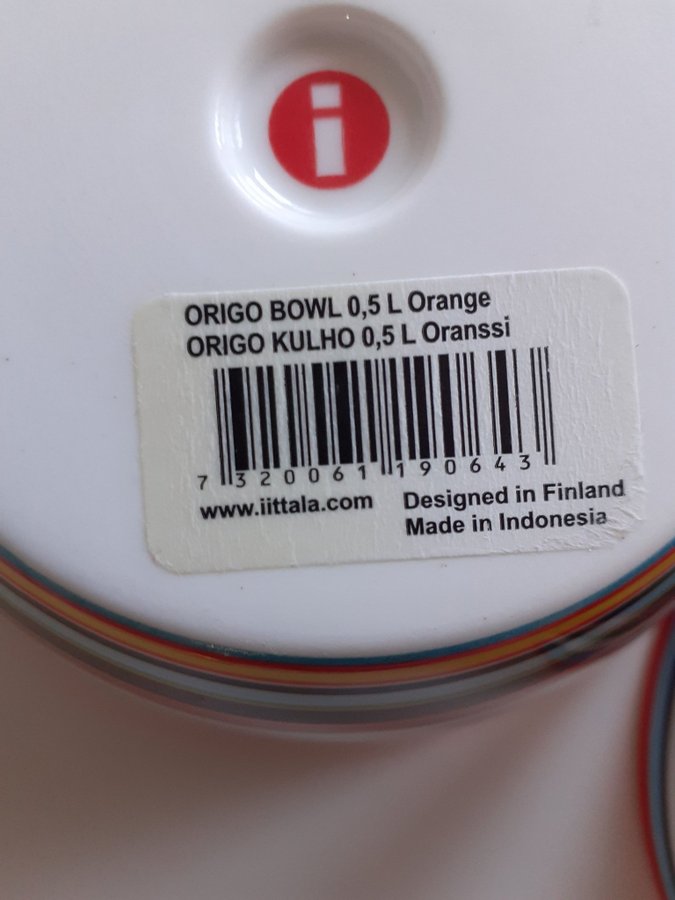 i
ORIGO BOWL 0,5 L Orange
ORIGO KULHO 0,5 L Oranssi
7 320061 190643
www.iittala.com
Designed in Finland
Made in Indonesia